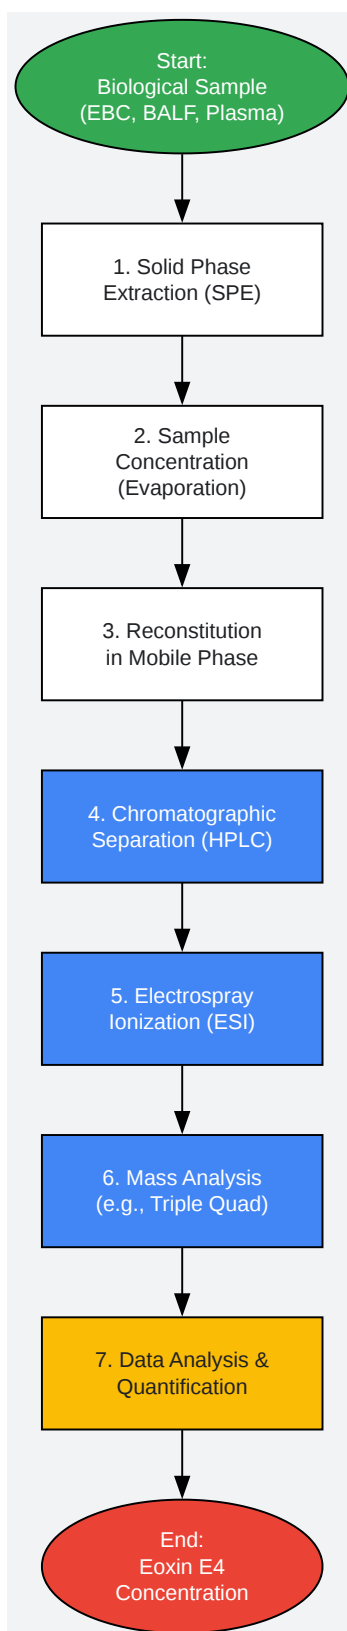 Start:
Biological Sample
(EBC, BALF, Plasma)
1. Solid Phase
Extraction (SPE)
2. Sample
Concentration
(Evaporation)
3. Reconstitution
in Mobile Phase
4. Chromatographic
Separation (HPLC)
5. Electrospray
Ionization (ESI)
6. Mass Analysis
(e.g., Triple Quad)
7. Data Analysis &
Quantification
End:
Eoxin E4
Concentration